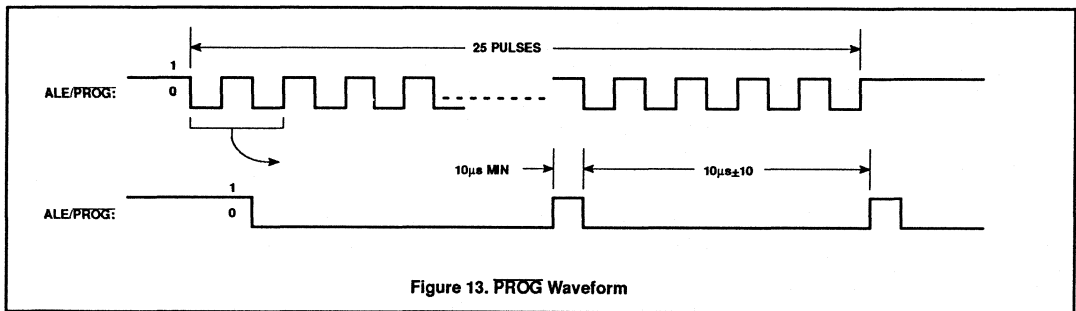 25 PULSES
1
ALE/PROG:
0
10µs MIN
10µs±10
1
ALE/PROG:
0
Figure 13. PROG Waveform